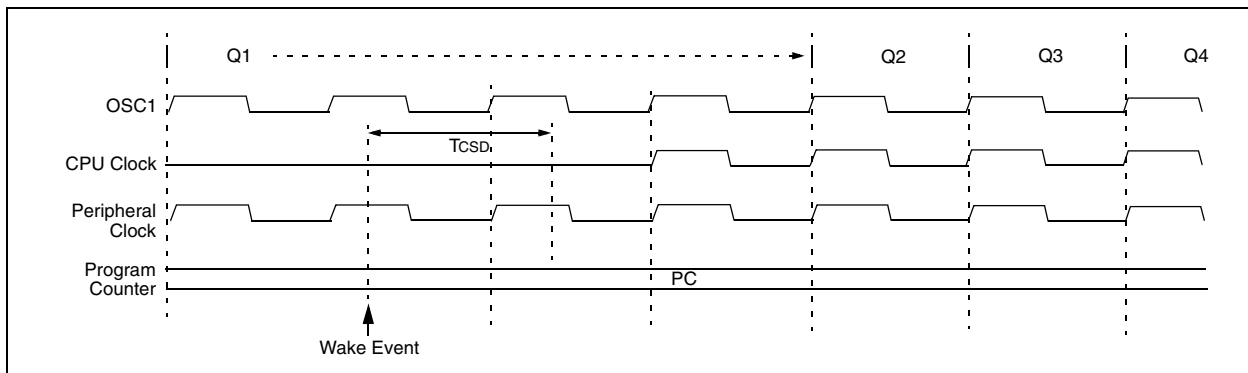 Q1
Q2
Q3
Q4
OSC1
TCSD
CPU Clock
Peripheral
Clock
Program
Counter
PC
Wake Event